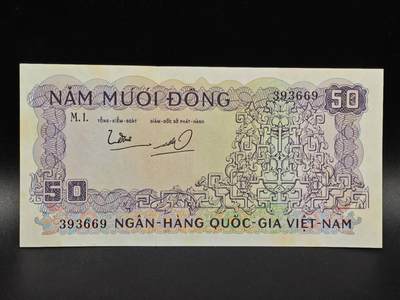 393669 50
NĂM MƯƠI ĐỒNG
M.1. TỔNG-KIỂM-SOÁT GIÁM-ĐỐC SỞ PHÁT-HÀNH
50
393669 NGÂN-HÀNG QUỐC-GIA VIỆT-NAM